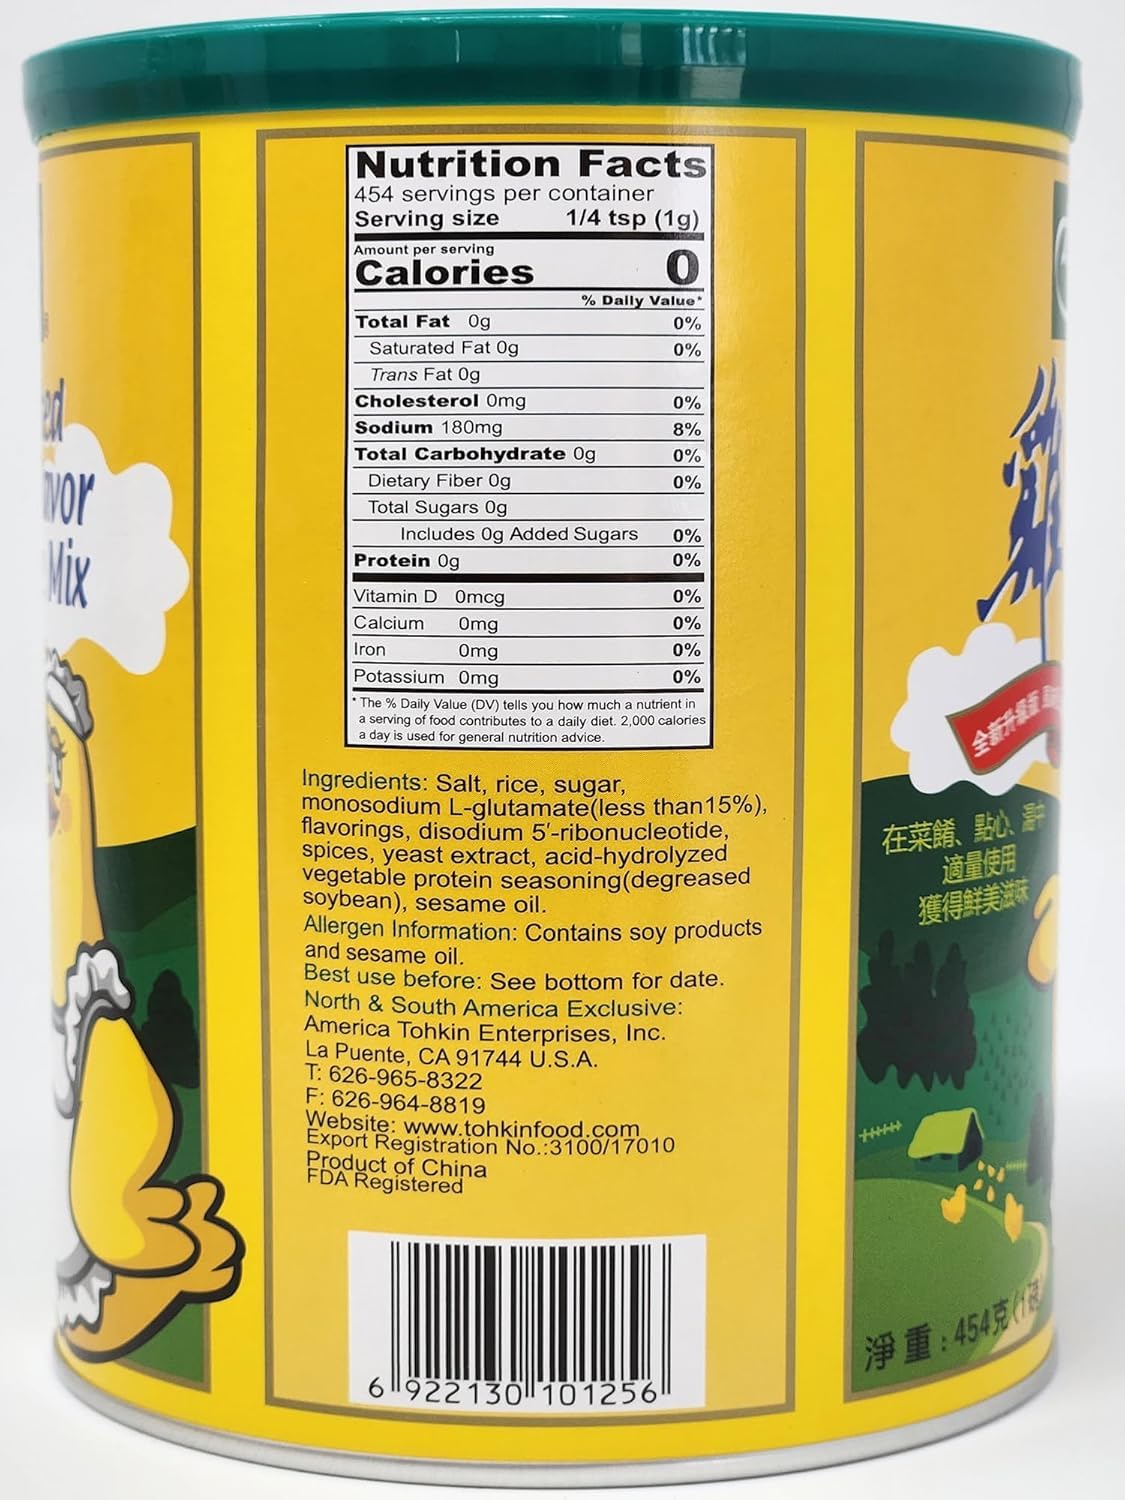 ed
avor
Mix
Nutrition Facts
454 servings per container
Serving size 1/4 tsp (1g)
Amount per serving
Calories 0
% Daily Value*
Total Fat 0g 0%
Saturated Fat 0g 0%
Trans Fat 0g
Cholesterol 0mg 0%
Sodium 180mg 8%
Total Carbohydrate 0g 0%
Dietary Fiber 0g 0%
Total Sugars 0g
Includes 0g Added Sugars 0%
Protein 0g 0%
Vitamin D 0mcg 0%
Calcium 0mg 0%
Iron 0mg 0%
Potassium 0mg 0%
* The % Daily Value (DV) tells you how much a nutrient in
a serving of food contributes to a daily diet. 2,000 calories
a day is used for general nutrition advice.
Ingredients: Salt, rice, sugar,
monosodium L-glutamate(less than15%),
flavorings, disodium 5'-ribonucleotide,
spices, yeast extract, acid-hydrolyzed
vegetable protein seasoning(degreased
soybean), sesame oil.
Allergen Information: Contains soy products
and sesame oil.
Best use before: See bottom for date.
North & South America Exclusive:
America Tohkin Enterprises, Inc.
La Puente, CA 91744 U.S.A.
T: 626-965-8322
F: 626-964-8819
Website: www.tohkinfood.com
Export Registration No.:3100/17010
Product of China
FDA Registered
6 922130 101256
雞
全新升級版
在菜餚、點心、湯中
適量使用
獲得鮮美滋味
淨重:454克(1磅